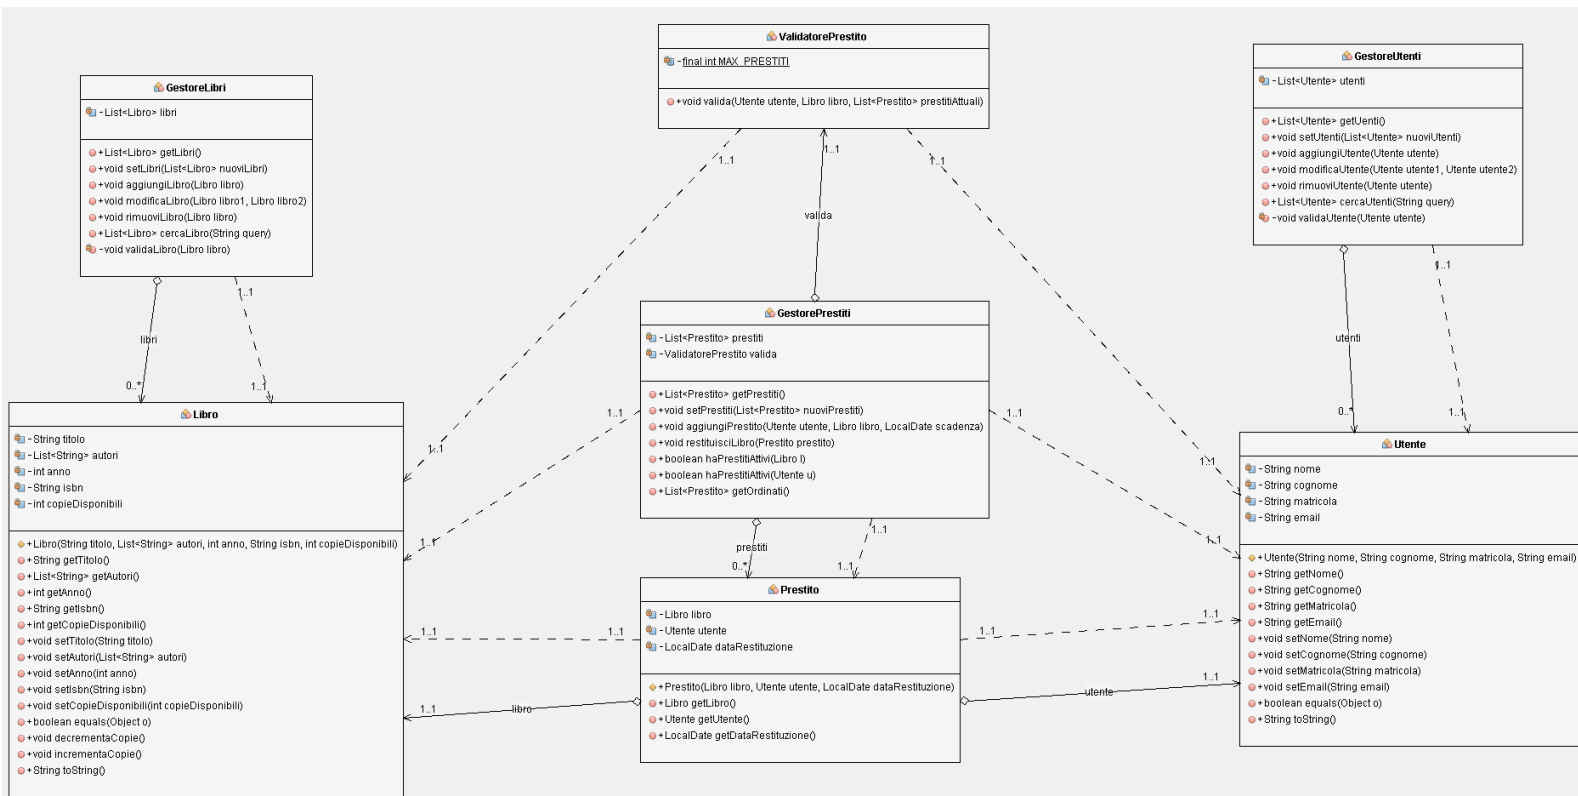 ValidatorePrestito
-final int MAX_PRESTITI
+void valida(Utente utente, Libro libro, List<Prestito> prestitiAttuali)
GestoreUtenti
-List<Utente> utenti
+List<Utente> getUenti()
+void setUtenti(List<Utente> nuoviUtenti)
+void aggiungiUtente(Utente utente)
+void modificaUtente(Utente utente1, Utente utente2)
+void rimuoviUtente(Utente utente)
+List<Utente> cercaUtenti(String query)
-void validaUtente(Utente utente)
GestoreLibri
-List<Libro> libri
+List<Libro> getLibri()
+void setLibri(List<Libro> nuoviLibri)
+void aggiungiLibro(Libro libro)
+void modificaLibro(Libro libro1, Libro libro2)
+void rimuoviLibro(Libro libro)
+List<Libro> cercaLibro(String query)
-void validaLibro(Libro libro)
1..1
1..1
1..1
valida
1..1
1..1
libri
utenti
0..*
1..1
0..*
1..1
GestorePrestiti
-List<Prestito> prestiti
-ValidatorePrestito valida
+List<Prestito> getPrestiti()
+void setPrestiti(List<Prestito> nuoviPrestiti)
+void aggiungiPrestito(Utente utente, Libro libro, LocalDate scadenza)
+void restituisciLibro(Prestito prestito)
+boolean haPrestitiAttivi(Libro l)
+boolean haPrestitiAttivi(Utente u)
+List<Prestito> getOrdinati()
1..1
1..1
1..1
1..1
1..1
1..1
1..1
prestiti
0..*
1..1
Libro
-String titolo
-List<String> autori
-int anno
-String isbn
-int copieDisponibili
+Libro(String titolo, List<String> autori, int anno, String isbn, int copieDisponibili)
+String getTitolo()
+List<String> getAutori()
+int getAnno()
+String getIsbn()
+int getCopieDisponibili()
+void setTitolo(String titolo)
+void setAutori(List<String> autori)
+void setAnno(int anno)
+void setIsbn(String isbn)
+void setCopieDisponibili(int copieDisponibili)
+boolean equals(Object o)
+void decrementaCopie()
+void incrementaCopie()
+String toString()
1..1
1..1
1..1
libro
Prestito
-Libro libro
-Utente utente
-LocalDate dataRestituzione
+Prestito(Libro libro, Utente utente, LocalDate dataRestituzione)
+Libro getLibro()
+Utente getUtente()
+LocalDate getDataRestituzione()
1..1
1..1
utente
1..1
Utente
-String nome
-String cognome
-String matricola
-String email
+Utente(String nome, String cognome, String matricola, String email)
+String getNome()
+String getCognome()
+String getMatricola()
+String getEmail()
+void setNome(String nome)
+void setCognome(String cognome)
+void setMatricola(String matricola)
+void setEmail(String email)
+boolean equals(Object o)
+String toString()